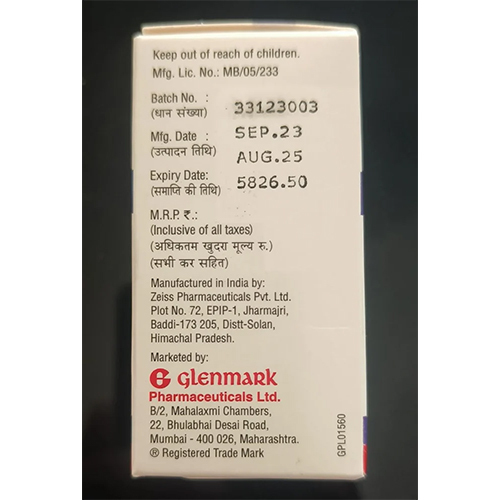 Keep out of reach of children.
Mfg. Lic. No.: MB/05/233
Batch No. : 33123003
(धान संख्या)
Mfg. Date : SEP.23
(उत्पादन तिथि) AUG.25
Expiry Date: 5826.50
(समाप्ति की तिथि)
M.R.P. ₹.:
(Inclusive of all taxes)
(अधिकतम खुदरा मूल्य रु.)
(सभी कर सहित)
Manufactured in India by:
Zeiss Pharmaceuticals Pvt. Ltd.
Plot No. 72, EPIP-1, Jharmajri,
Baddi-173 205, Distt-Solan,
Himachal Pradesh.
Marketed by:
glenmark
Pharmaceuticals Ltd.
B/2, Mahalaxmi Chambers,
22, Bhulabhai Desai Road,
Mumbai - 400 026, Maharashtra.
® Registered Trade Mark
GPL01560